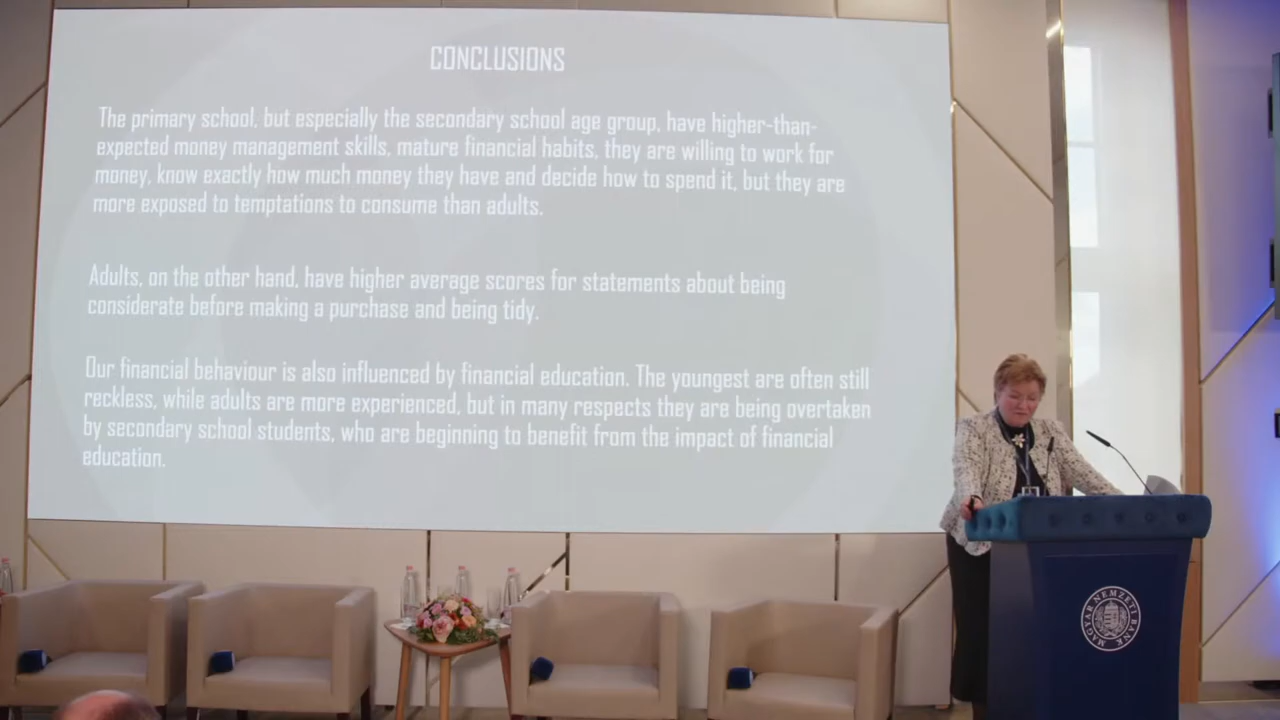 CONCLUSIONS
The primary school, but especially the secondary school age group, have higher-than-
expected money management skills, mature financial habits, they are willing to work for
money, know exactly how much money they have and decide how to spend it, but they are
more exposed to temptations to consume than adults.
Adults, on the other hand, have higher average scores for statements about being
considerate before making a purchase and being tidy.
Our financial behaviour is also influenced by financial education. The youngest are often still
reckless, while adults are more experienced, but in many respects they are being overtaken
by secondary school students, who are beginning to benefit from the impact of financial
education.
MAGYAR NEMZETI BANK